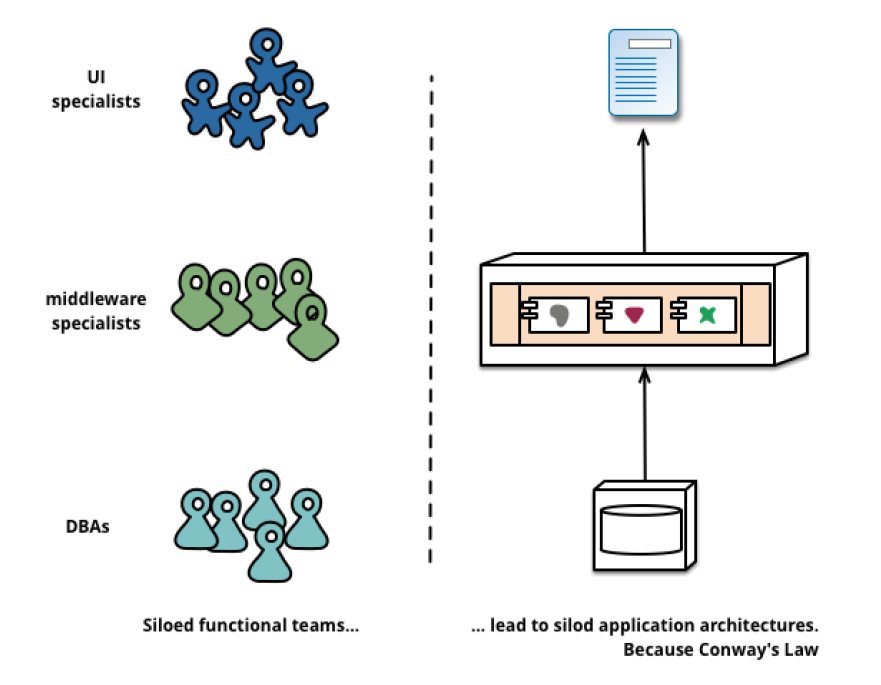 UI
specialists
middleware
specialists
DBAs
Siloed functional teams...
... lead to silod application architectures.
Because Conway's Law